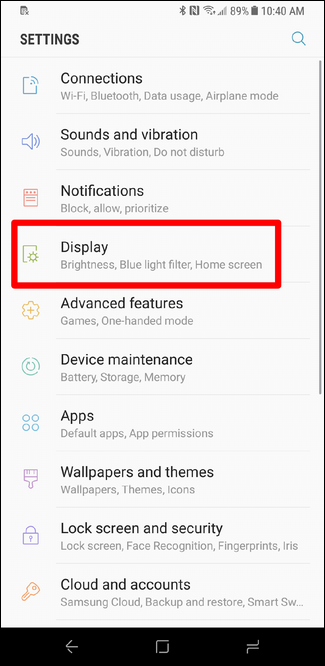 89% 10:40 AM
SETTINGS
Connections
Wi-Fi, Bluetooth, Data usage, Airplane mode
Sounds and vibration
Sounds, Vibration, Do not disturb
Notifications
Block, allow, prioritize
Display
Brightness, Blue light filter, Home screen
Advanced features
Games, One-handed mode
Device maintenance
Battery, Storage, Memory
Apps
Default apps, App permissions
Wallpapers and themes
Wallpapers, Themes, Icons
Lock screen and security
Lock screen, Face Recognition, Fingerprints, Iris
Cloud and accounts
Samsung Cloud, Backup and restore, Smart Sw...